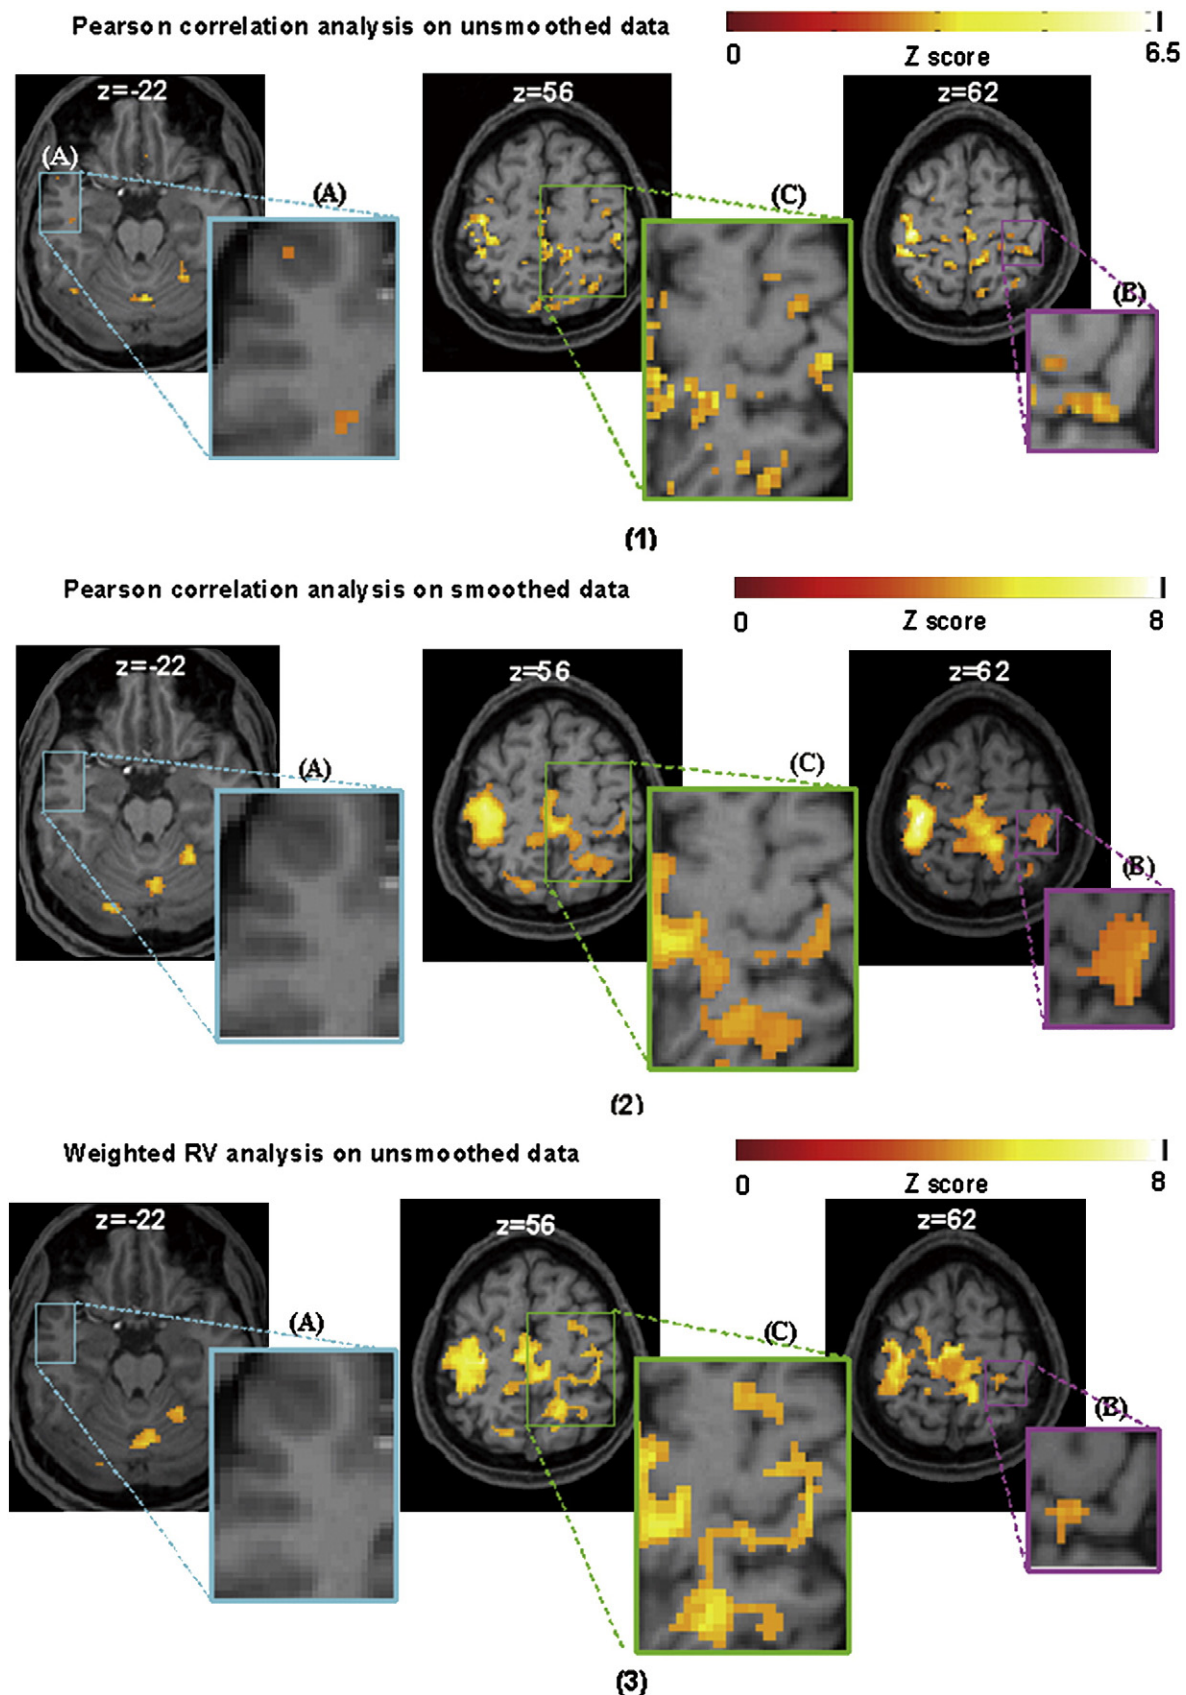 Pearson correlation analysis on unsmoothed data
0 Z score 6.5
z=-22 z=56 z=62
(A)
(A) (C)
(B)
(1)
Pearson correlation analysis on smoothed data
0 Z score 8
z=-22 z=56 z=62
(A) (C)
(B)
(2)
Weighted RV analysis on unsmoothed data
0 Z score 8
z=-22 z=56 z=62
(A) (C)
(B)
(3)